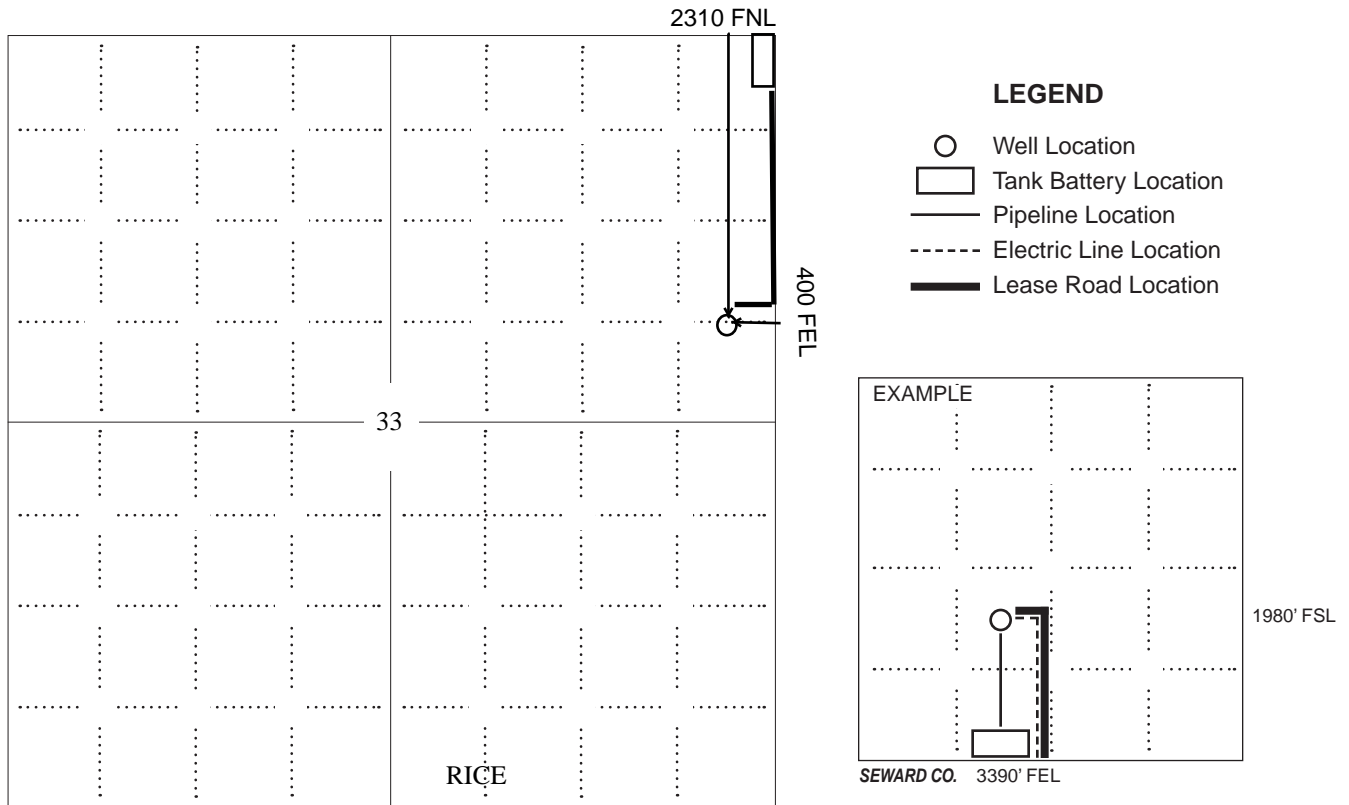 2310 FNL
LEGEND
Well Location
Tank Battery Location
Pipeline Location
Electric Line Location
Lease Road Location
400 FEL
33
EXAMPLE
1980' FSL
RICE
SEWARD CO. 3390' FEL